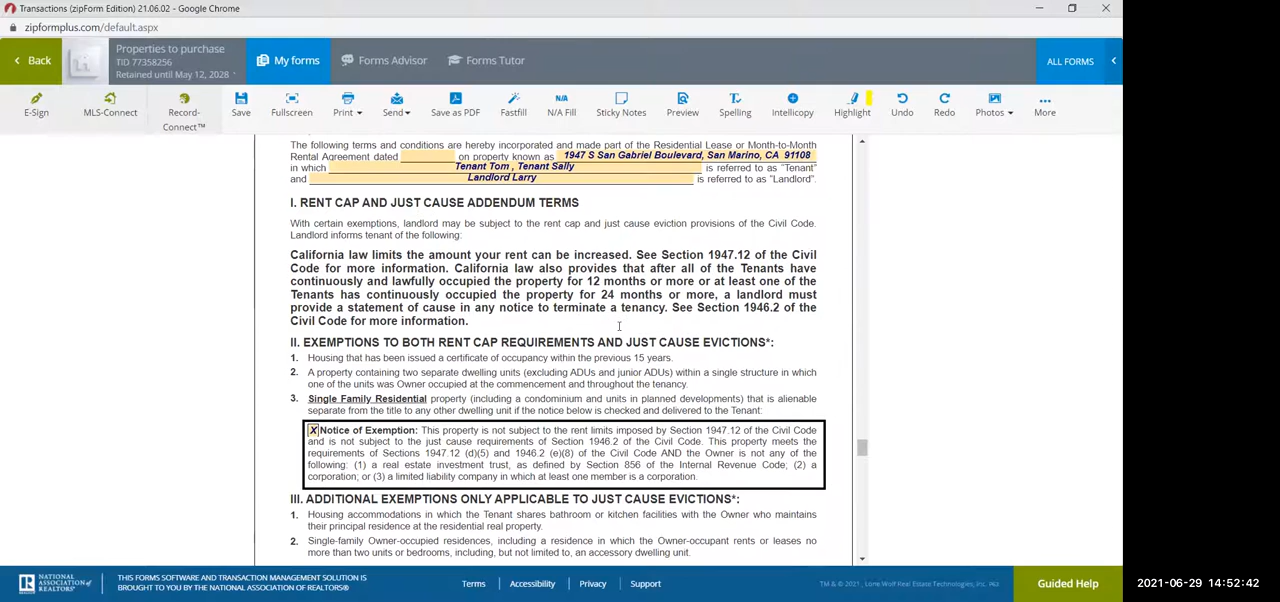 Transactions (zipForm Edition) 21.06.02 - Google Chrome
zipformplus.com/default.aspx
Back
Properties to purchase
TID 77358256
Retained until May 12, 2028
My forms
Forms Advisor
Forms Tutor
ALL FORMS
E-Sign
MLS-Connect
Record-Connect™
Save
Fullscreen
Print
Send
Save as PDF
Fastfill
N/A
N/A Fill
Sticky Notes
Preview
Spelling
Intellicopy
Highlight
Undo
Redo
Photos
More
The following terms and conditions are hereby incorporated and made part of the Residential Lease or Month-to-Month
Rental Agreement dated on property known as 1947 S San Gabriel Boulevard, San Marino, CA 91108
in which Tenant Tom , Tenant Sally is referred to as "Tenant"
and Landlord Larry is referred to as "Landlord".
I. RENT CAP AND JUST CAUSE ADDENDUM TERMS
With certain exemptions, landlord may be subject to the rent cap and just cause eviction provisions of the Civil Code.
Landlord informs tenant of the following:
California law limits the amount your rent can be increased. See Section 1947.12 of the Civil
Code for more information. California law also provides that after all of the Tenants have
continuously and lawfully occupied the property for 12 months or more or at least one of the
Tenants has continuously occupied the property for 24 months or more, a landlord must
provide a statement of cause in any notice to terminate a tenancy. See Section 1946.2 of the
Civil Code for more information.
II. EXEMPTIONS TO BOTH RENT CAP REQUIREMENTS AND JUST CAUSE EVICTIONS*:
1. Housing that has been issued a certificate of occupancy within the previous 15 years.
2. A property containing two separate dwelling units (excluding ADUs and junior ADUs) within a single structure in which
one of the units was Owner occupied at the commencement and throughout the tenancy.
3. Single Family Residential property (including a condominium and units in planned developments) that is alienable
separate from the title to any other dwelling unit if the notice below is checked and delivered to the Tenant:
X Notice of Exemption: This property is not subject to the rent limits imposed by Section 1947.12 of the Civil Code
and is not subject to the just cause requirements of Section 1946.2 of the Civil Code. This property meets the
requirements of Sections 1947.12 (d)(5) and 1946.2 (e)(8) of the Civil Code AND the Owner is not any of the
following: (1) a real estate investment trust, as defined by Section 856 of the Internal Revenue Code; (2) a
corporation; or (3) a limited liability company in which at least one member is a corporation.
III. ADDITIONAL EXEMPTIONS ONLY APPLICABLE TO JUST CAUSE EVICTIONS*:
1. Housing accommodations in which the Tenant shares bathroom or kitchen facilities with the Owner who maintains
their principal residence at the residential real property.
2. Single-family Owner-occupied residences, including a residence in which the Owner-occupant rents or leases no
more than two units or bedrooms, including, but not limited to, an accessory dwelling unit.
NATIONAL
ASSOCIATION
OF REALTORS®
THIS FORMS SOFTWARE AND TRANSACTION MANAGEMENT SOLUTION IS
BROUGHT TO YOU BY THE NATIONAL ASSOCIATION OF REALTORS®
Terms
Accessibility
Privacy
Support
TM & © 2021, Lone Wolf Real Estate Technologies, Inc.
Guided Help
2021-06-29 14:52:42